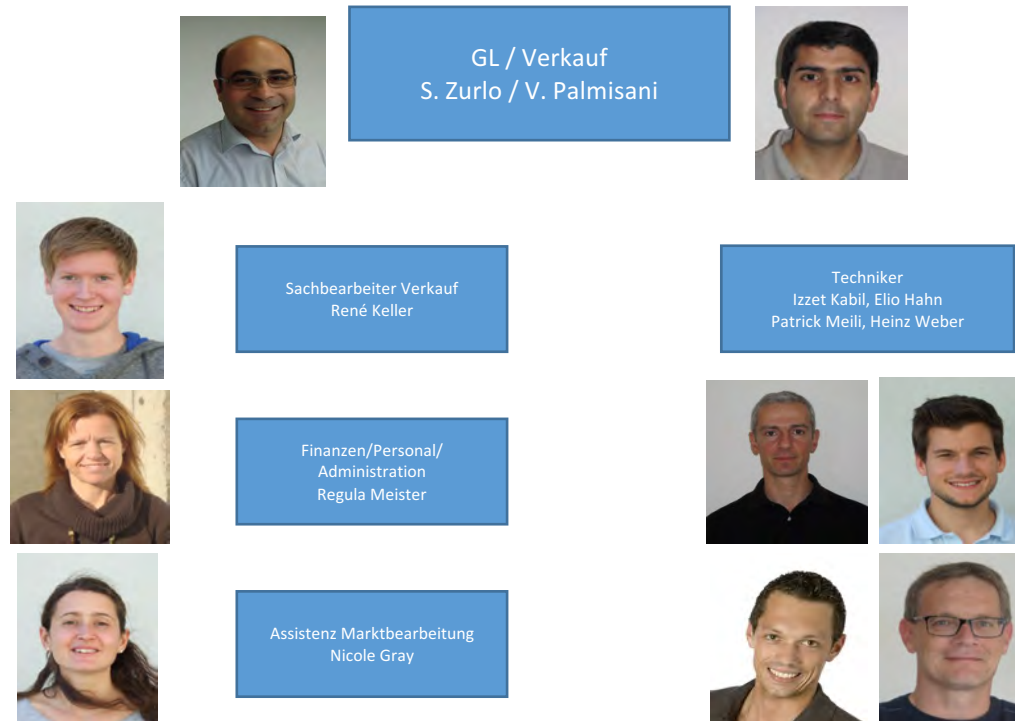 GL / Verkauf
S. Zurlo / V. Palmisani
Sachbearbeiter Verkauf
René Keller
Techniker
Izzet Kabil, Elio Hahn
Patrick Meili, Heinz Weber
Finanzen/Personal/
Administration
Regula Meister
Assistenz Marktbearbeitung
Nicole Gray